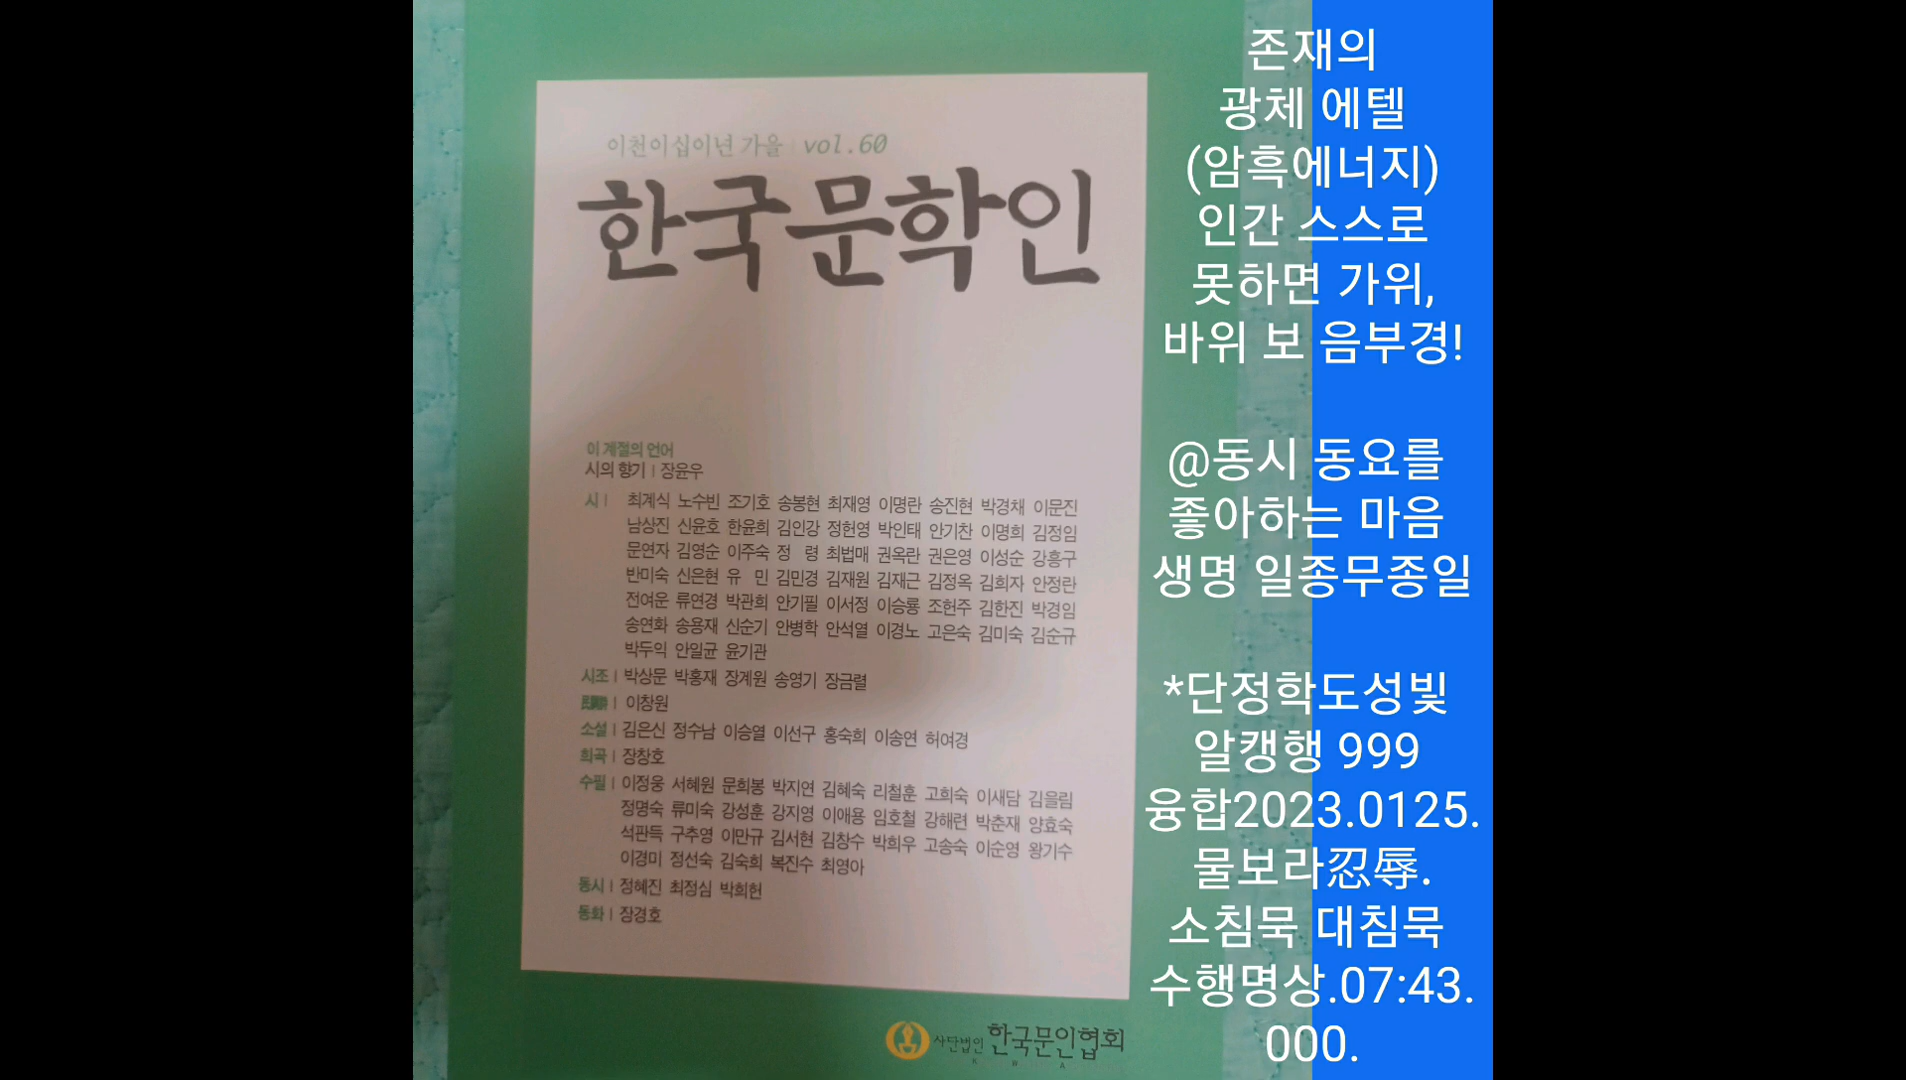 이천이십이년 가을 | vol.60
한국문학인
이 계절의 언어
시의 향기 | 장윤우
시 | 최계식 노수빈 조기호 송봉현 최재영 이명란 송진현 박경채 이문진
남상진 신윤호 한윤희 김인강 정헌영 박인태 안기찬 이명희 김정임
문연자 김영순 이주숙 정 령 최법매 권옥란 권은영 이성순 강흥구
반미숙 신은현 유 민 김민경 김재원 김재근 김정옥 김희자 안정란
전여운 류연경 박관희 안기필 이서정 이승룡 조헌주 김한진 박경임
송연화 송용재 신순기 안병학 안석열 이경노 고은숙 김미숙 김순규
박두익 안일균 윤기관
시조 | 박상문 박홍재 장계원 송영기 장금렬
| 이창원
소설 | 김은신 정수남 이승열 이선구 홍숙희 이송연 허여경
희곡 | 장창호
수필 | 이정웅 서혜원 문희봉 박지연 김혜숙 리철훈 고희숙 이새담 김을림
정명숙 류미숙 강성훈 강지영 이애용 임호철 강해련 박춘재 양효숙
석판득 구추영 이만규 김서현 김창수 박희우 고송숙 이순영 왕기수
이경미 정선숙 김숙희 복진수 최영아
동시 | 정혜진 최정심 박희헌
동화 | 장경호
사단법인 한국문인협회
K W A
존재의
광체 에텔
(암흑에너지)
인간 스스로
못하면 가위,
바위 보 음부경!
@동시 동요를
좋아하는 마음
생명 일종무종일
*단정학도성빛
알캥행 999
융합2023.0125.
물보라忍辱.
소침묵 대침묵
수행명상.07:43.
000.